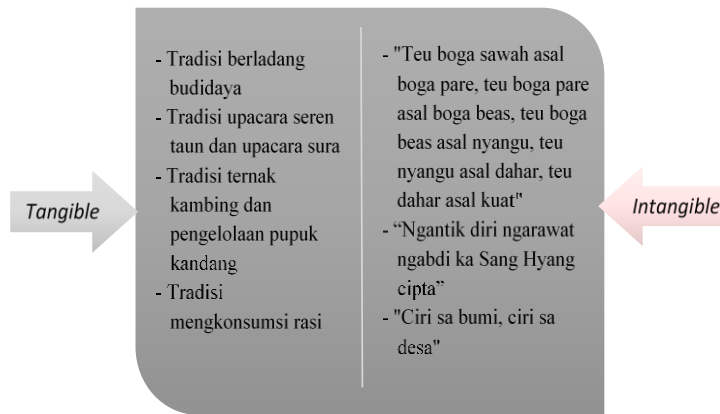 Tangible
- Tradisi berladang
budidaya
- Tradisi upacara seren
taun dan upacara sura
- Tradisi ternak
kambing dan
pengelolaan pupuk
kandang
- Tradisi
mengkonsumsi rasi
- "Teu boga sawah asal
boga pare, teu boga pare
asal boga beas, teu boga
beas asal nyangu, teu
nyangu asal dahar, teu
dahar asal kuat"
- “Ngantik diri ngarawat
ngabdi ka Sang Hyang
cipta”
- "Ciri sa bumi, ciri sa
desa"
Intangible